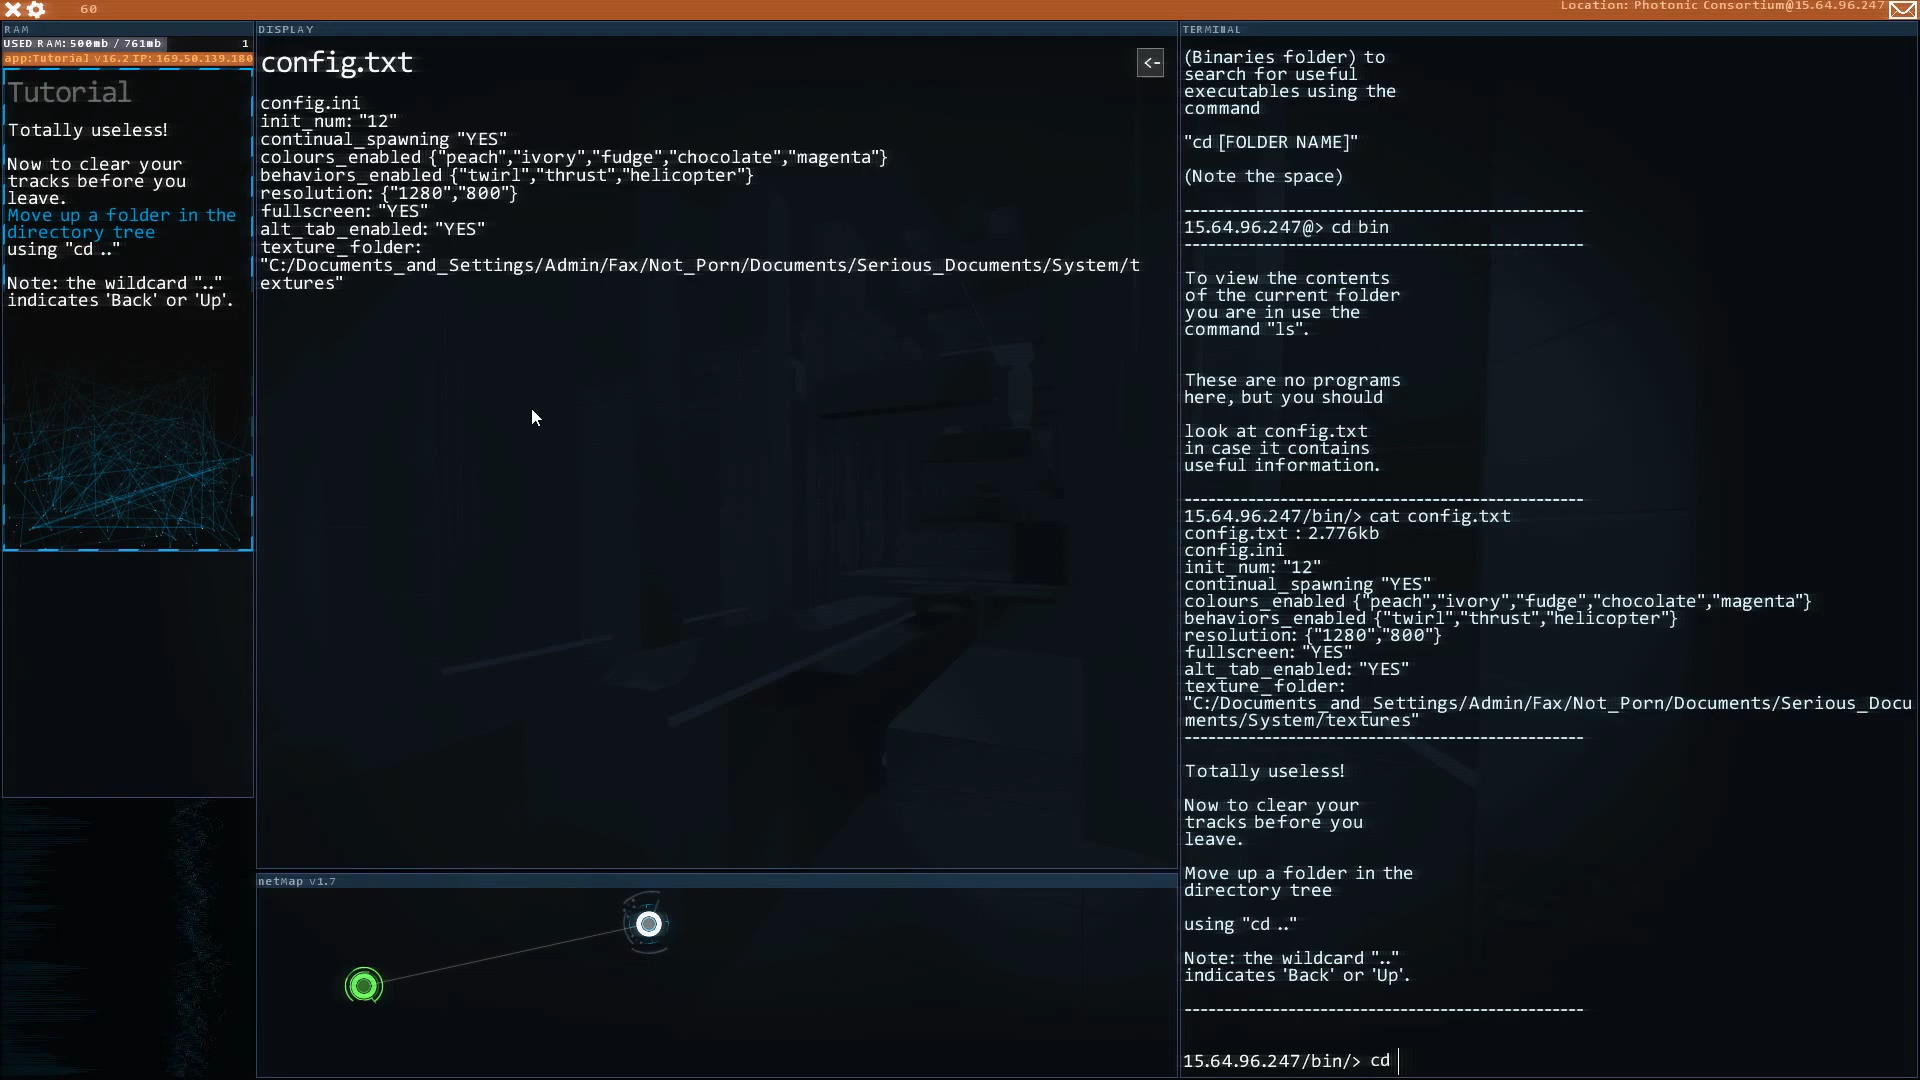 60
Location: Photonic Consortium@15.64.96.247
RAM
USED RAM: 500mb / 761mb 1
app:Tutorial v16.2 IP: 169.50.139.180
Tutorial
Totally useless!
Now to clear your
tracks before you
leave.
Move up a folder in the
directory tree
using "cd .."
Note: the wildcard ".."
indicates 'Back' or 'Up'.
DISPLAY
config.txt
<-
config.ini
init_num: "12"
continual_spawning "YES"
colours_enabled {"peach","ivory","fudge","chocolate","magenta"}
behaviors_enabled {"twirl","thrust","helicopter"}
resolution: {"1280","800"}
fullscreen: "YES"
alt_tab_enabled: "YES"
texture_folder:
"C:/Documents_and_Settings/Admin/Fax/Not_Porn/Documents/Serious_Documents/System/t
extures"
netMap v1.7
TERMINAL
(Binaries folder) to
search for useful
executables using the
command
"cd [FOLDER NAME]"
(Note the space)
--------------------------------------------------
15.64.96.247@> cd bin
--------------------------------------------------
To view the contents
of the current folder
you are in use the
command "ls".
These are no programs
here, but you should
look at config.txt
in case it contains
useful information.
--------------------------------------------------
15.64.96.247/bin/> cat config.txt
config.txt : 2.776kb
config.ini
init_num: "12"
continual_spawning "YES"
colours_enabled {"peach","ivory","fudge","chocolate","magenta"}
behaviors_enabled {"twirl","thrust","helicopter"}
resolution: {"1280","800"}
fullscreen: "YES"
alt_tab_enabled: "YES"
texture_folder:
"C:/Documents_and_Settings/Admin/Fax/Not_Porn/Documents/Serious_Docu
ments/System/textures"
--------------------------------------------------
Totally useless!
Now to clear your
tracks before you
leave.
Move up a folder in the
directory tree
using "cd .."
Note: the wildcard ".."
indicates 'Back' or 'Up'.
--------------------------------------------------
15.64.96.247/bin/> cd